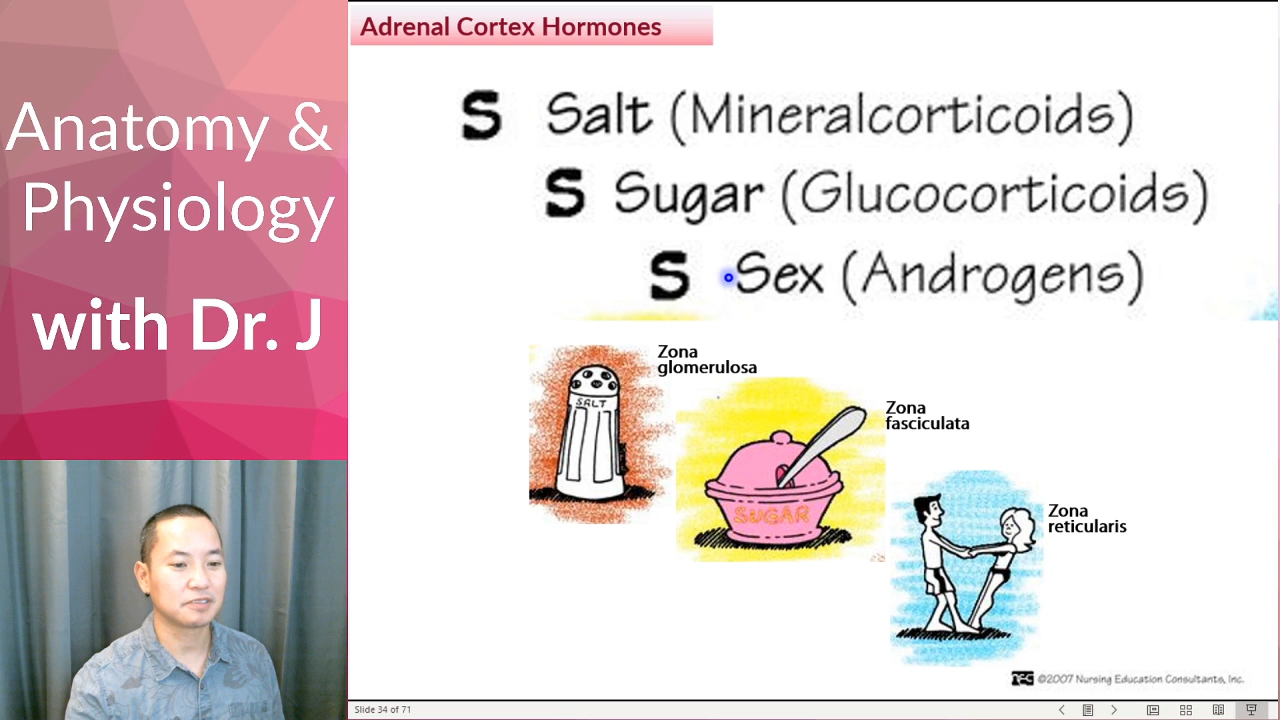 Adrenal Cortex Hormones
Anatomy &
Physiology
with Dr. J
S Salt (Mineralcorticoids)
S Sugar (Glucocorticoids)
S Sex (Androgens)
Zona
glomerulosa
SALT
Zona
fasciculata
SUGAR
Zona
reticularis
NEC ©2007 Nursing Education Consultants, Inc.
Slide 34 of 71